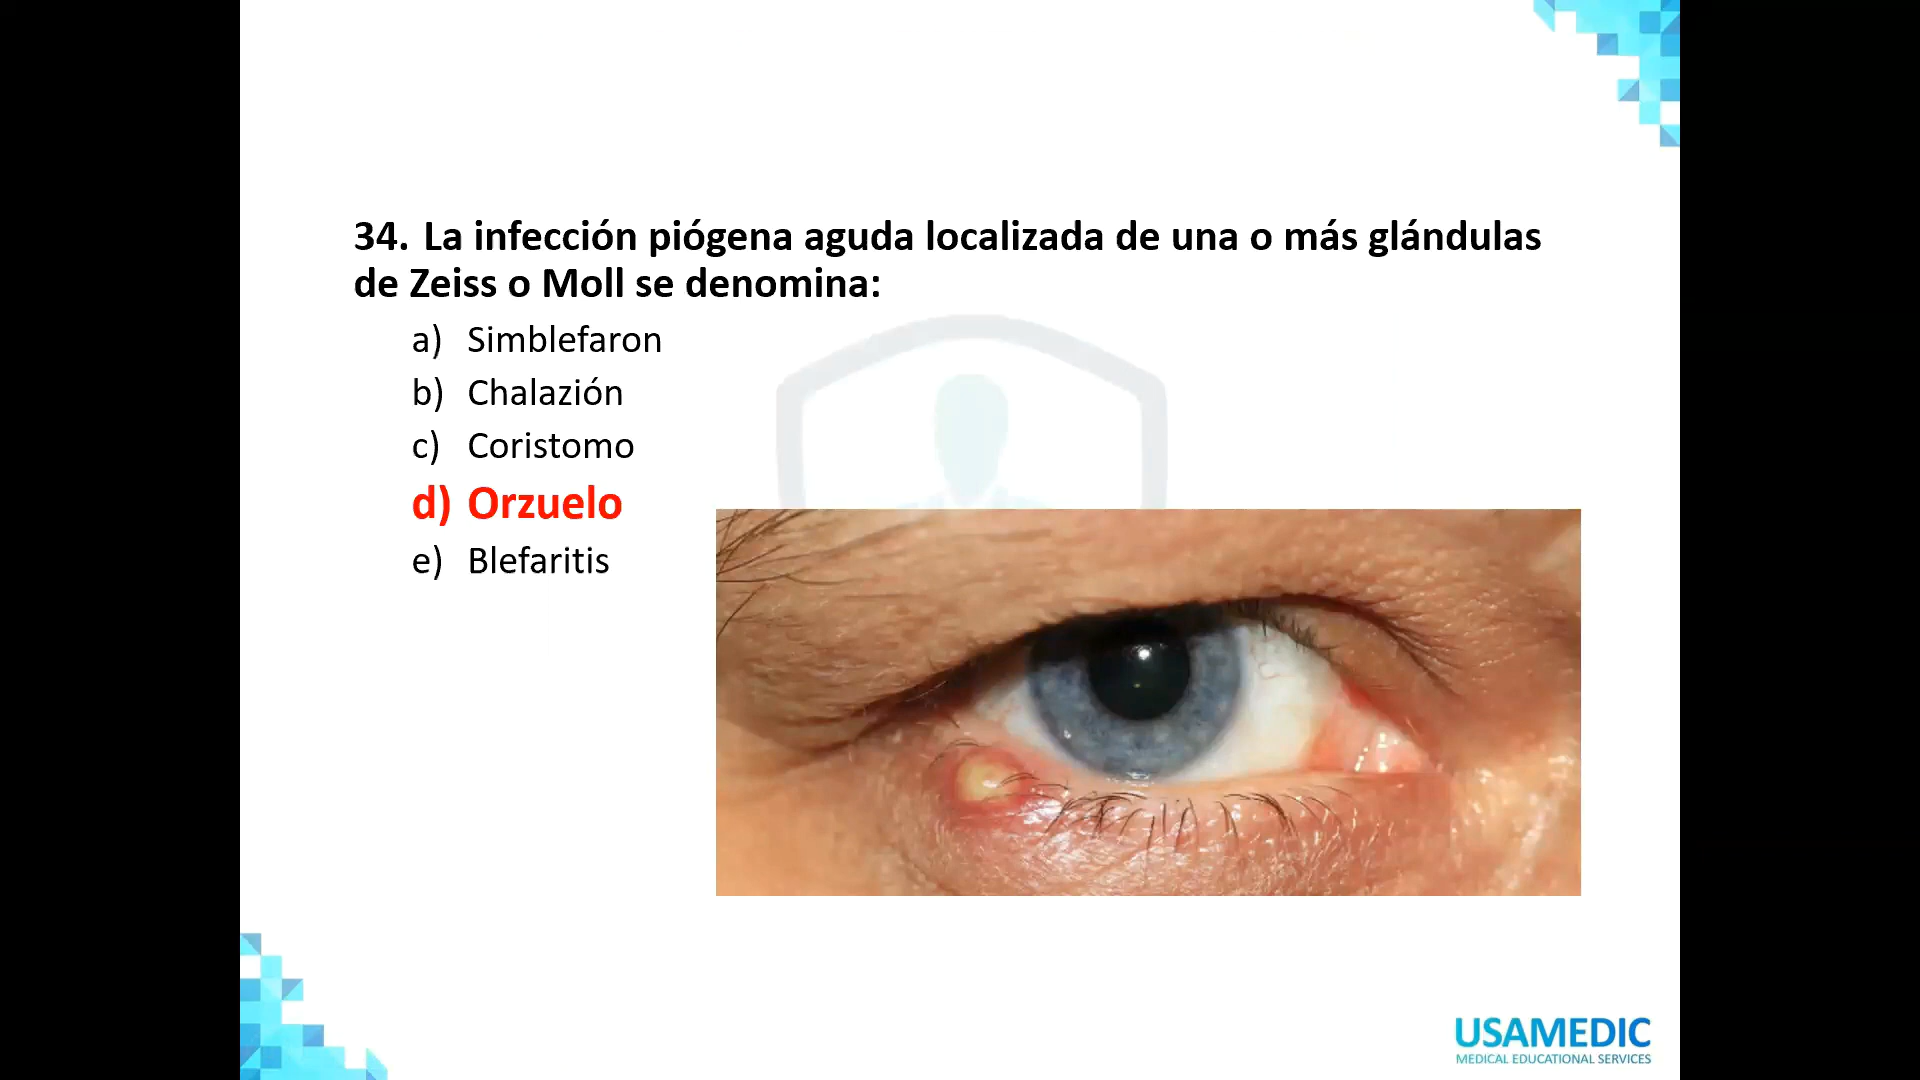 34. La infección piógena aguda localizada de una o más glándulas
de Zeiss o Moll se denomina:
a) Simblefaron
b) Chalazión
c) Coristomo
d) Orzuelo
e) Blefaritis
USAMEDIC
MEDICAL EDUCATIONAL SERVICES